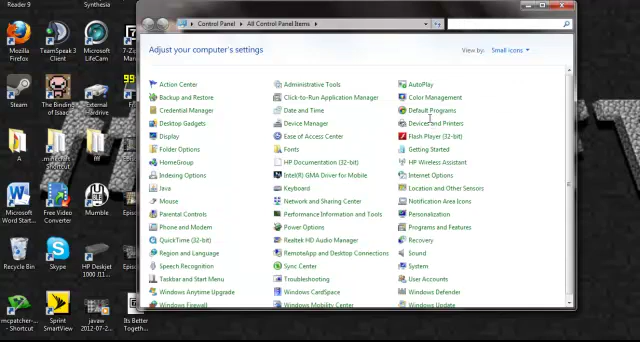 Reader 9
Synthesia
Control Panel
All Control Panel Items
Adjust your computer's settings
View by:
Small icons
Action Center
Administrative Tools
AutoPlay
Backup and Restore
Click-to-Run Application Manager
Color Management
Credential Manager
Date and Time
Default Programs
Desktop Gadgets
Device Manager
Devices and Printers
Display
Ease of Access Center
Flash Player (32-bit)
Folder Options
Fonts
Getting Started
HomeGroup
HP Documentation (32-bit)
HP Wireless Assistant
Indexing Options
Intel(R) GMA Driver for Mobile
Internet Options
Java
Keyboard
Location and Other Sensors
Mouse
Network and Sharing Center
Notification Area Icons
Parental Controls
Performance Information and Tools
Personalization
Phone and Modem
Power Options
Programs and Features
QuickTime (32-bit)
Realtek HD Audio Manager
Recovery
Region and Language
RemoteApp and Desktop Connections
Sound
Speech Recognition
Sync Center
System
Taskbar and Start Menu
Troubleshooting
User Accounts
Windows Anytime Upgrade
Windows CardSpace
Windows Defender
Windows Firewall
Windows Mobility Center
Windows Update
Mozilla
Firefox
TeamSpeak 3
Client
Microsoft
LifeCam
7-Zip
Steam
The Binding
of Isaac
External
Hardrive
A
.minecraft -
Shortcut
fff
Microsoft
Word Start...
Free Video
Converter
Mumble
Recycle Bin
Skype
HP Deskjet
1000 J11...
mcpatcher-...
- Shortcut
Sprint
SmartView
javaw
2012-07-2...
Its Better
Togeth...